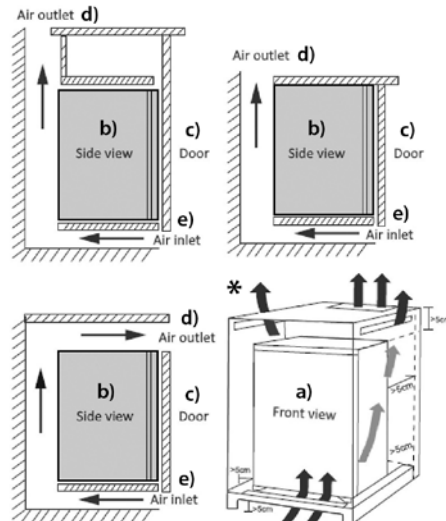 Air outlet d)
b)
Side view
c)
Door
e)
Air inlet
Air outlet d)
b)
Side view
c)
Door
e)
Air inlet
d)
Air outlet
b)
Side view
c)
Door
e)
Air inlet
*
>5cm
a)
Front view
>5cm
>5cm
>5cm
>5cm